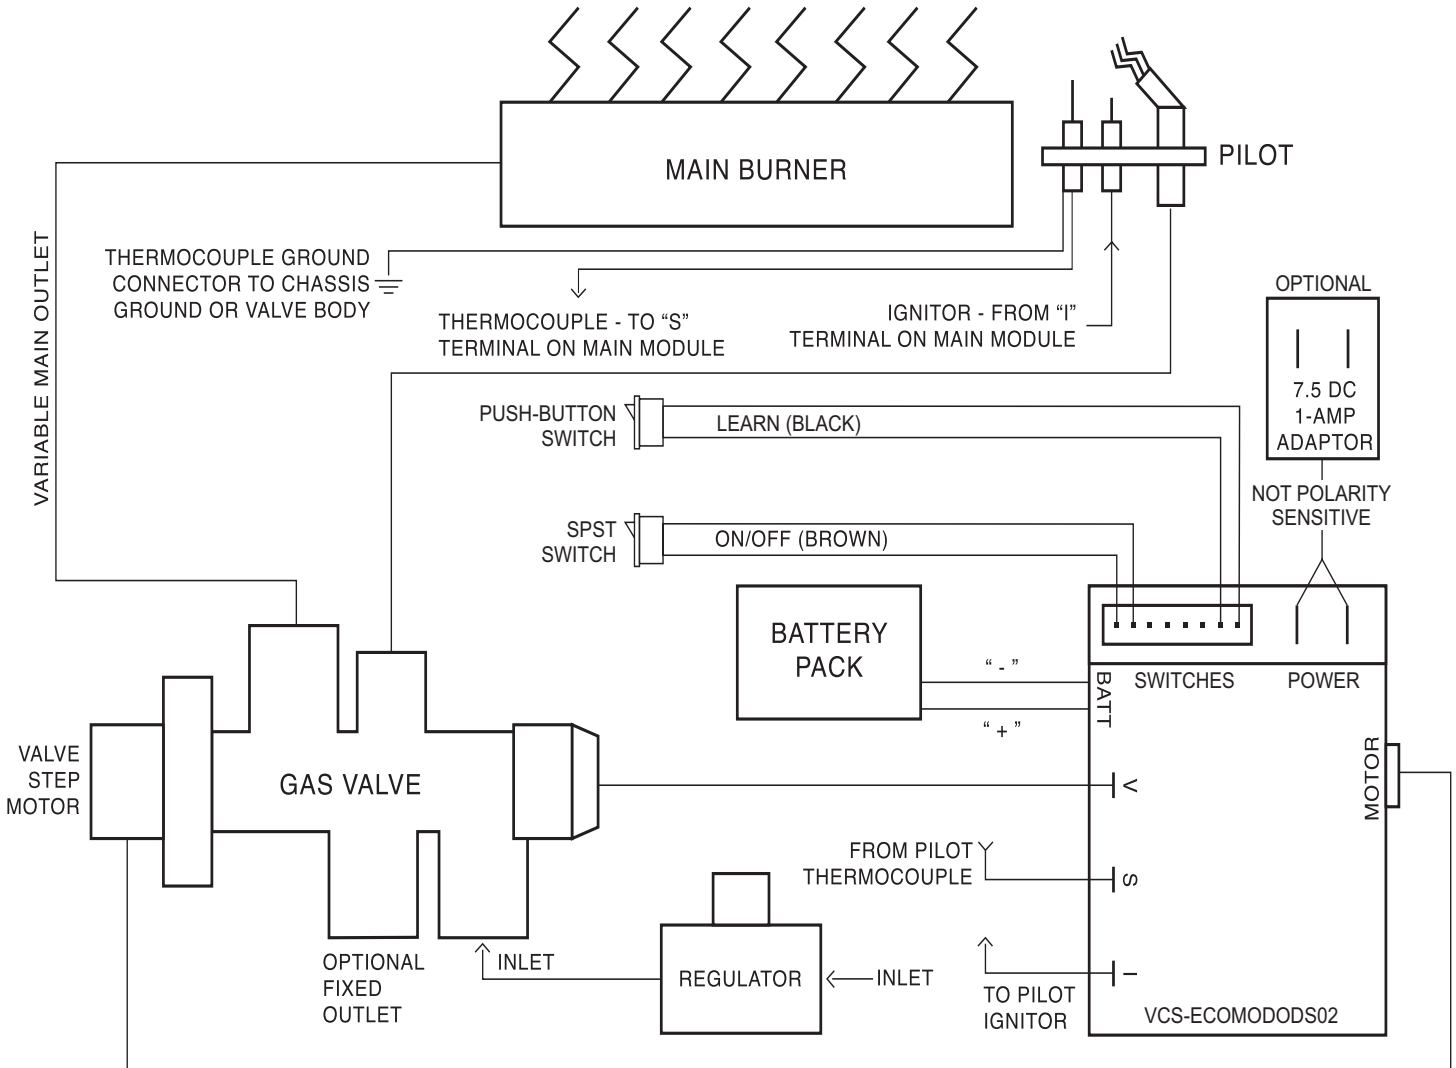 MAIN BURNER
PILOT
VARIABLE MAIN OUTLET
THERMOCOUPLE GROUND
CONNECTOR TO CHASSIS
GROUND OR VALVE BODY
THERMOCOUPLE - TO “S”
TERMINAL ON MAIN MODULE
IGNITOR - FROM “I”
TERMINAL ON MAIN MODULE
OPTIONAL
7.5 DC
1-AMP
ADAPTOR
NOT POLARITY
SENSITIVE
PUSH-BUTTON
SWITCH
LEARN (BLACK)
SPST
SWITCH
ON/OFF (BROWN)
BATTERY
PACK
“ - ”
“ + ”
BATT
SWITCHES
POWER
MOTOR
VALVE
STEP
MOTOR
GAS VALVE
V
FROM PILOT
THERMOCOUPLE
S
OPTIONAL
FIXED
OUTLET
INLET
REGULATOR
INLET
TO PILOT
IGNITOR
I
VCS-ECOMODODS02